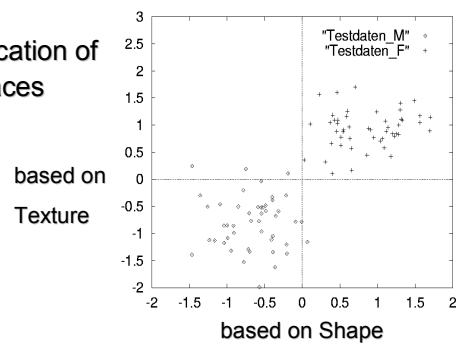 cation of
aces
based on
Texture
"Testdaten_M"
"Testdaten_F"
3
2.5
2
1.5
1
0.5
0
-0.5
-1
-1.5
-2
-2 -1.5 -1 -0.5 0 0.5 1 1.5 2
based on Shape